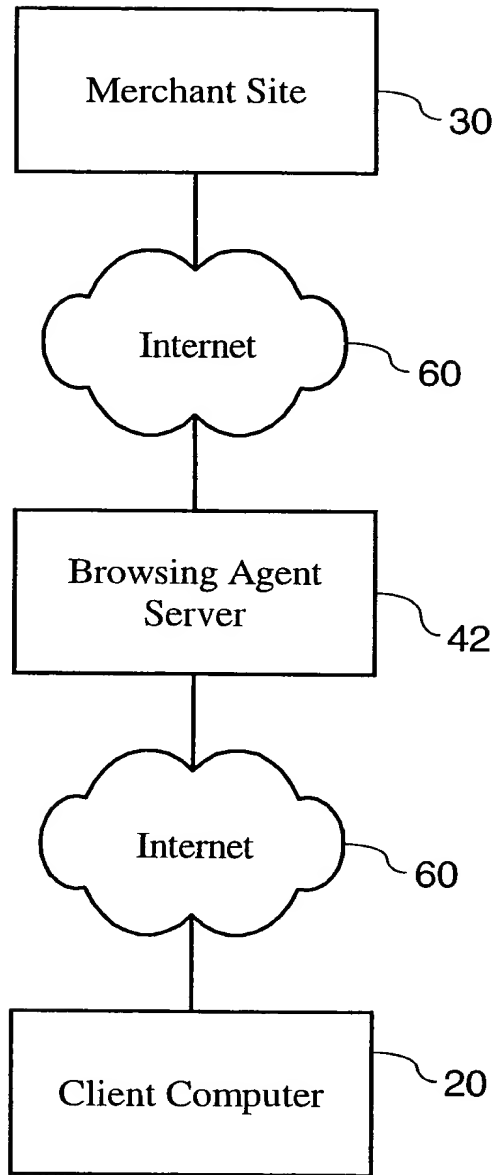 Merchant Site
30
Internet
60
Browsing Agent
Server
42
Internet
60
Client Computer
20